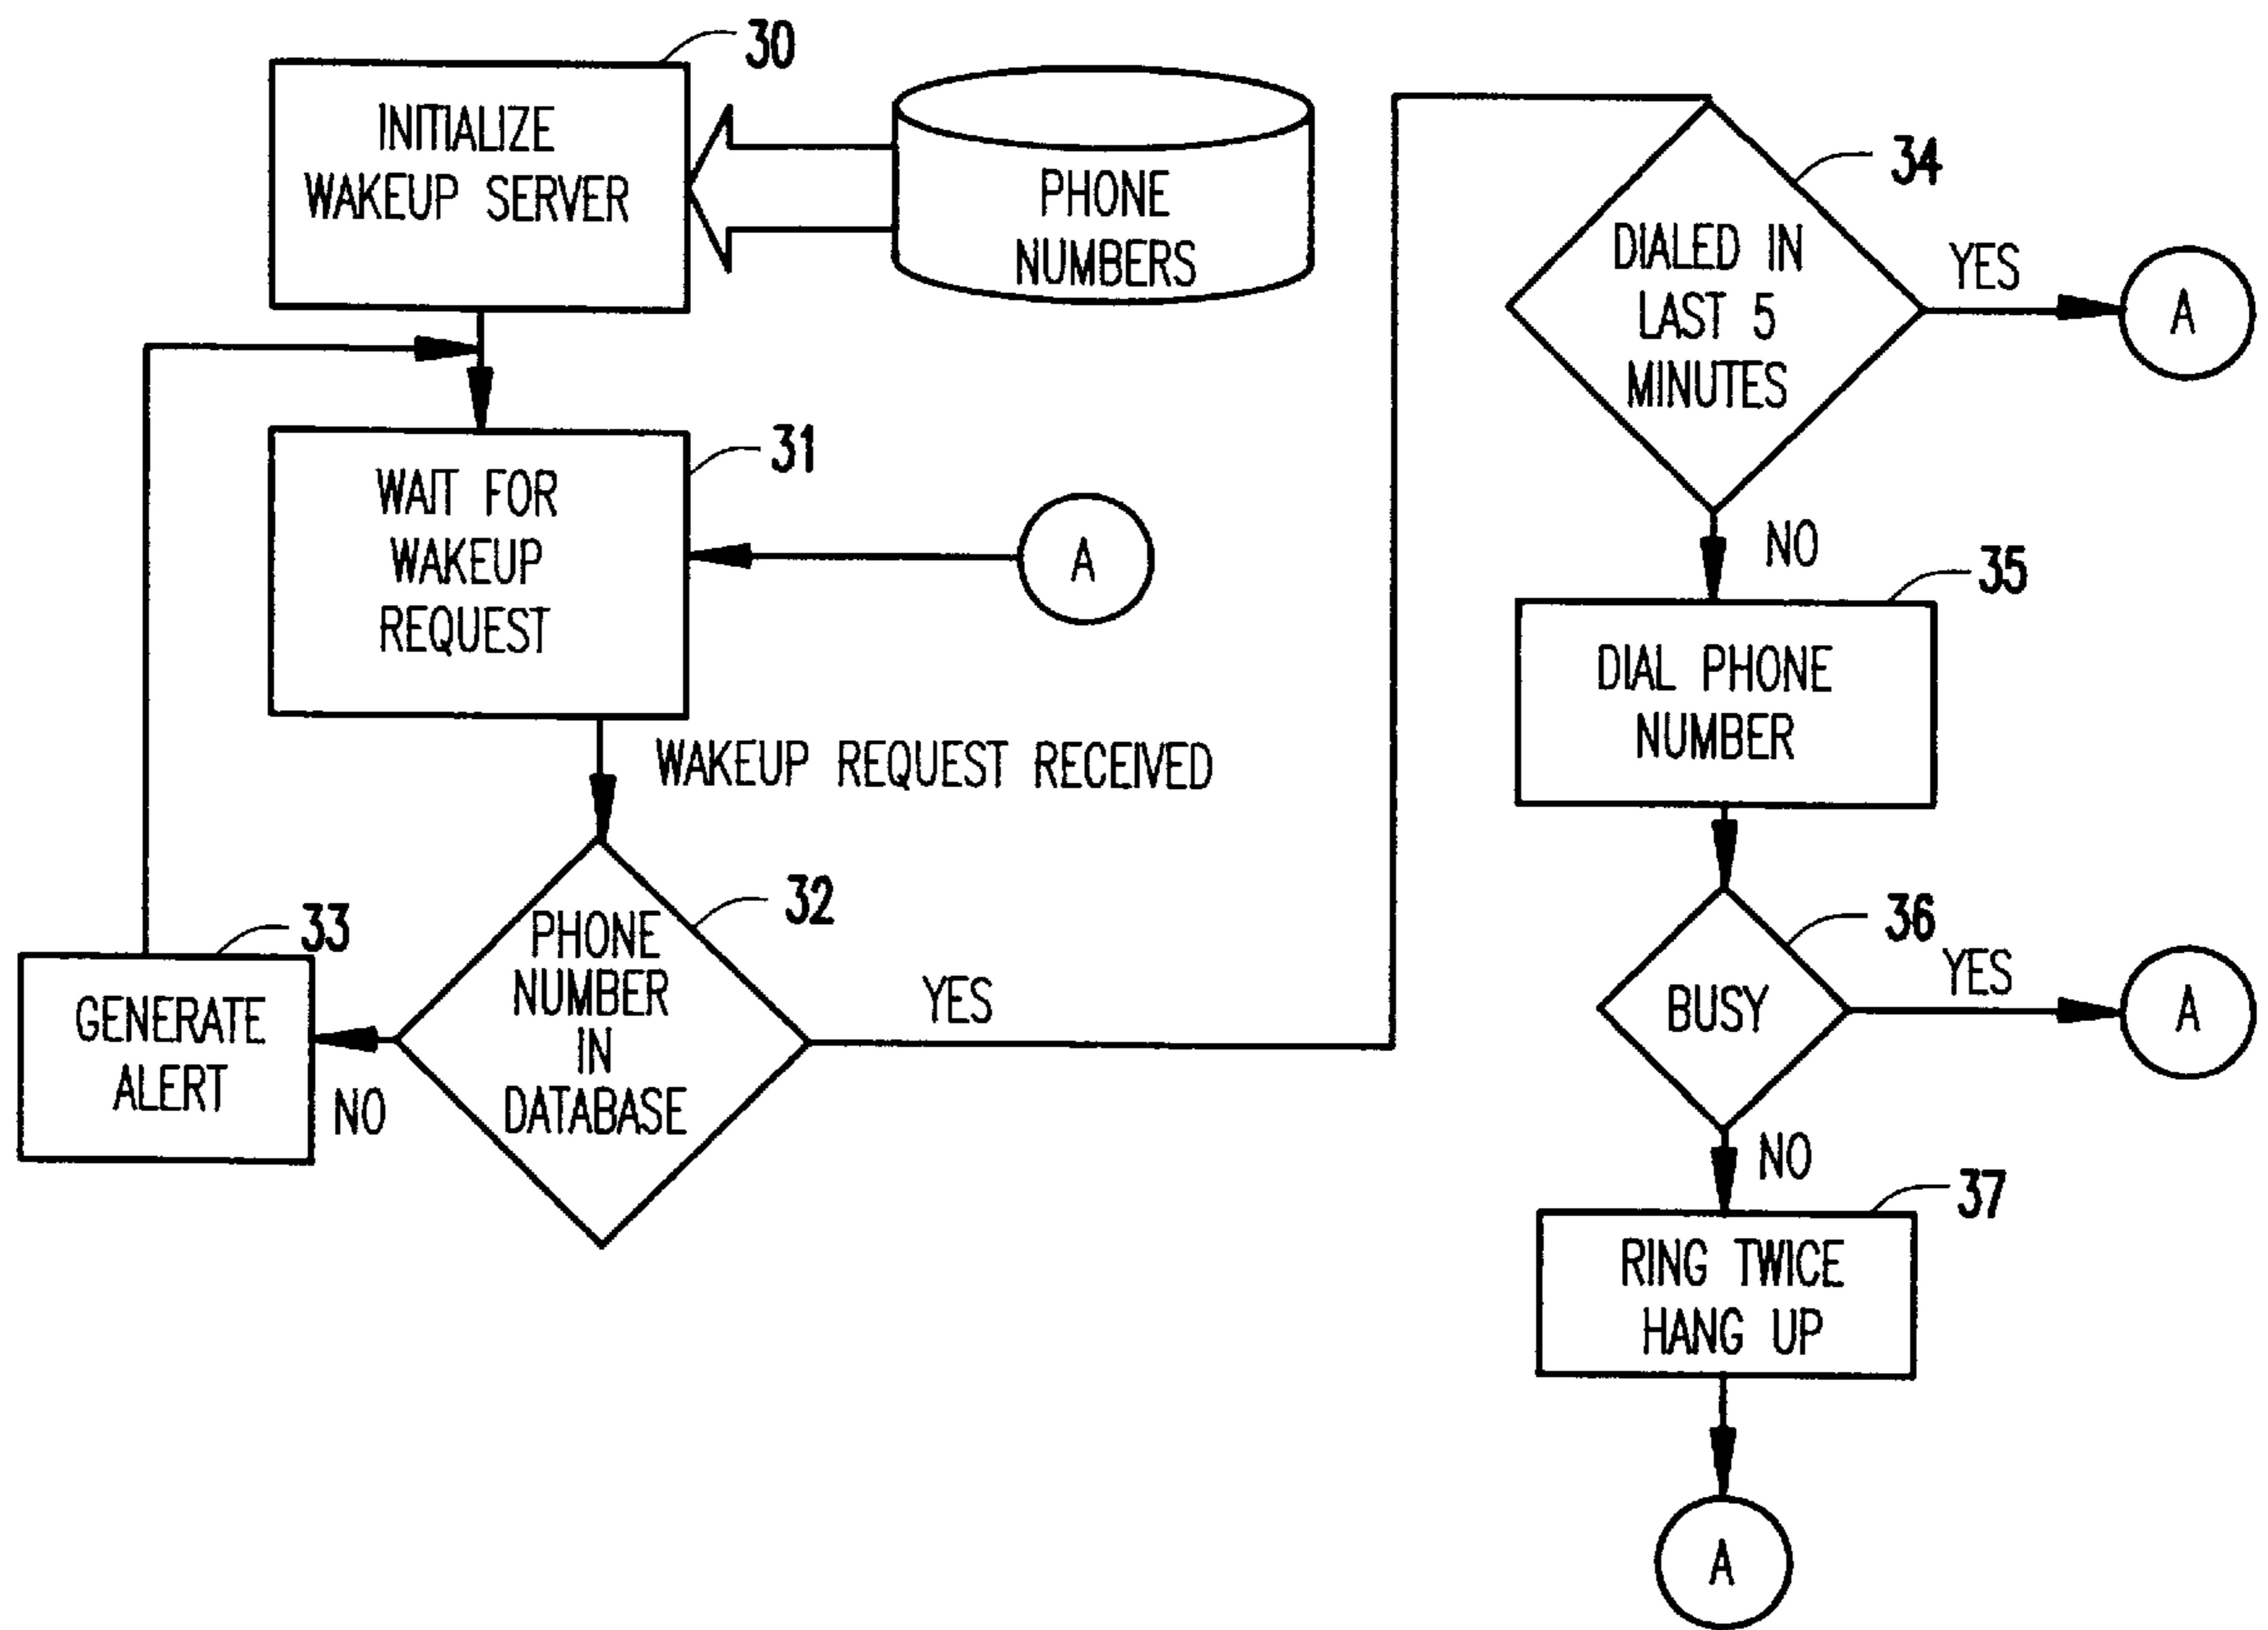 30
INITIALIZE
WAKEUP SERVER
PHONE
NUMBERS
31
WAIT FOR
WAKEUP
REQUEST
A
WAKEUP REQUEST RECEIVED
32
PHONE
NUMBER
IN
DATABASE
YES
NO
33
GENERATE
ALERT
34
DIALED IN
LAST 5
MINUTES
YES
A
NO
35
DIAL PHONE
NUMBER
36
BUSY
YES
A
NO
37
RING TWICE
HANG UP
A